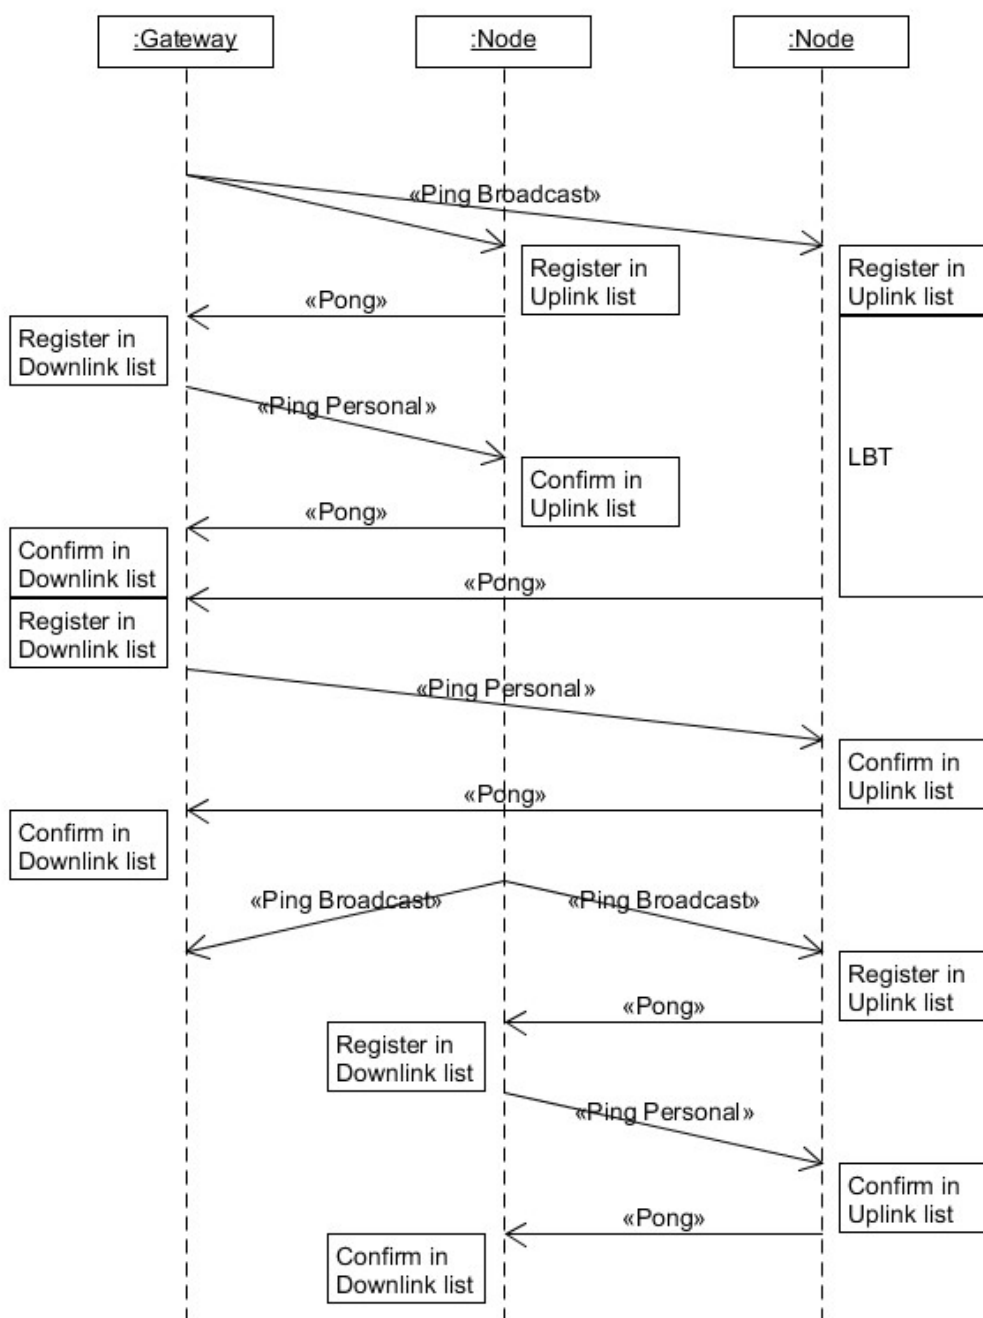 :Gateway
:Node
:Node
«Ping Broadcast»
Register in
Uplink list
Register in
Uplink list
«Pong»
Register in
Downlink list
«Ping Personal»
LBT
Confirm in
Uplink list
«Pong»
Confirm in
Downlink list
«Pong»
Register in
Downlink list
«Ping Personal»
Confirm in
Uplink list
«Pong»
Confirm in
Downlink list
«Ping Broadcast»
«Ping Broadcast»
Register in
Uplink list
«Pong»
Register in
Downlink list
«Ping Personal»
Confirm in
Uplink list
«Pong»
Confirm in
Downlink list